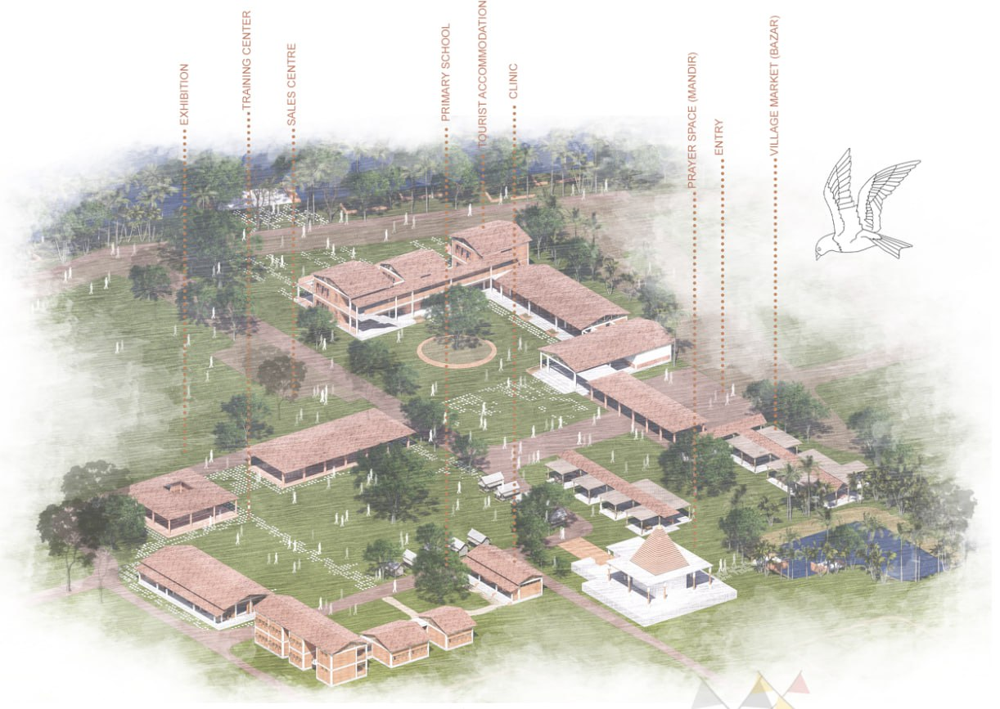 EXHIBITION
TRAINING CENTER
SALES CENTRE
PRIMARY SCHOOL
TOURIST ACCOMMODATION
CLINIC
PRAYER SPACE (MANDIR)
ENTRY
VILLAGE MARKET (BAZAR)